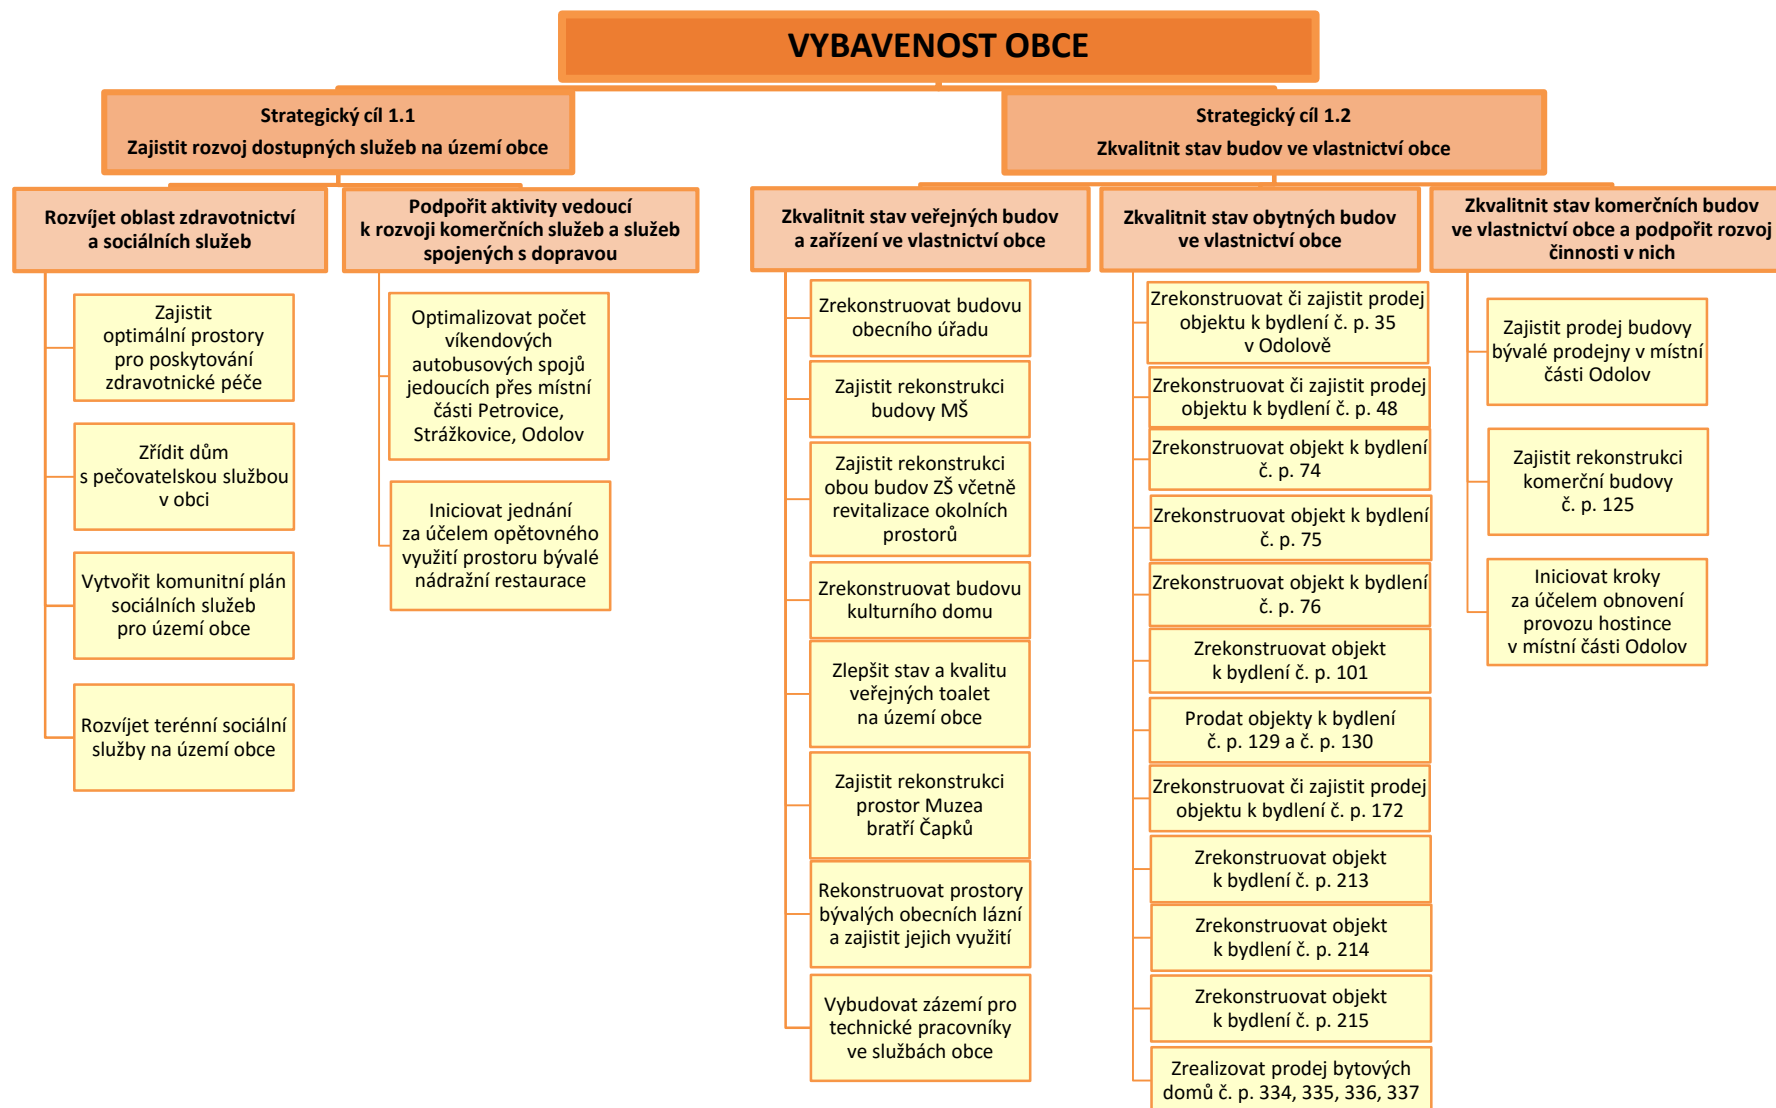 VYBAVENOST OBCE
Strategický cíl 1.1
Zajistit rozvoj dostupných služeb na území obce
Rozvíjet oblast zdravotnictví
a sociálních služeb
Zajistit
optimální prostory
pro poskytování
zdravotnické péče
Zřídit dům
s pečovatelskou službou
v obci
Vytvořit komunitní plán
sociálních služeb
pro území obce
Rozvíjet terénní sociální
služby na území obce
Podpořit aktivity vedoucí
k rozvoji komerčních služeb a služeb
spojených s dopravou
Optimalizovat počet
víkendových
autobusových spojů
jedoucích přes místní
části Petrovice,
Strážkovice, Odolov
Iniciovat jednání
za účelem opětovného
využití prostoru bývalé
nádražní restaurace
Strategický cíl 1.2
Zkvalitnit stav budov ve vlastnictví obce
Zkvalitnit stav veřejných budov
a zařízení ve vlastnictví obce
Zrekonstruovat budovu
obecního úřadu
Zajistit rekonstrukci
budovy MŠ
Zajistit rekonstrukci
obou budov ZŠ včetně
revitalizace okolních
prostorů
Zrekonstruovat budovu
kulturního domu
Zlepšit stav a kvalitu
veřejných toalet
na území obce
Zajistit rekonstrukci
prostor Muzea
bratří Čapků
Rekonstruovat prostory
bývalých obecních lázní
a zajistit jejich využití
Vybudovat zázemí pro
technické pracovníky
ve službách obce
Zkvalitnit stav obytných budov
ve vlastnictví obce
Zrekonstruovat či zajistit prodej
objektu k bydlení č. p. 35
v Odolově
Zrekonstruovat či zajistit prodej
objektu k bydlení č. p. 48
Zrekonstruovat objekt k bydlení
č. p. 74
Zrekonstruovat objekt k bydlení
č. p. 75
Zrekonstruovat objekt k bydlení
č. p. 76
Zrekonstruovat objekt
k bydlení č. p. 101
Prodat objekty k bydlení
č. p. 129 a č. p. 130
Zrekonstruovat či zajistit prodej
objektu k bydlení č. p. 172
Zrekonstruovat objekt
k bydlení č. p. 213
Zrekonstruovat objekt
k bydlení č. p. 214
Zrekonstruovat objekt
k bydlení č. p. 215
Zrealizovat prodej bytových
domů č. p. 334, 335, 336, 337
Zkvalitnit stav komerčních budov
ve vlastnictví obce a podpořit rozvoj
činnosti v nich
Zajistit prodej budovy
bývalé prodejny v místní
části Odolov
Zajistit rekonstrukci
komerční budovy
č. p. 125
Iniciovat kroky
za účelem obnovení
provozu hostince
v místní části Odolov